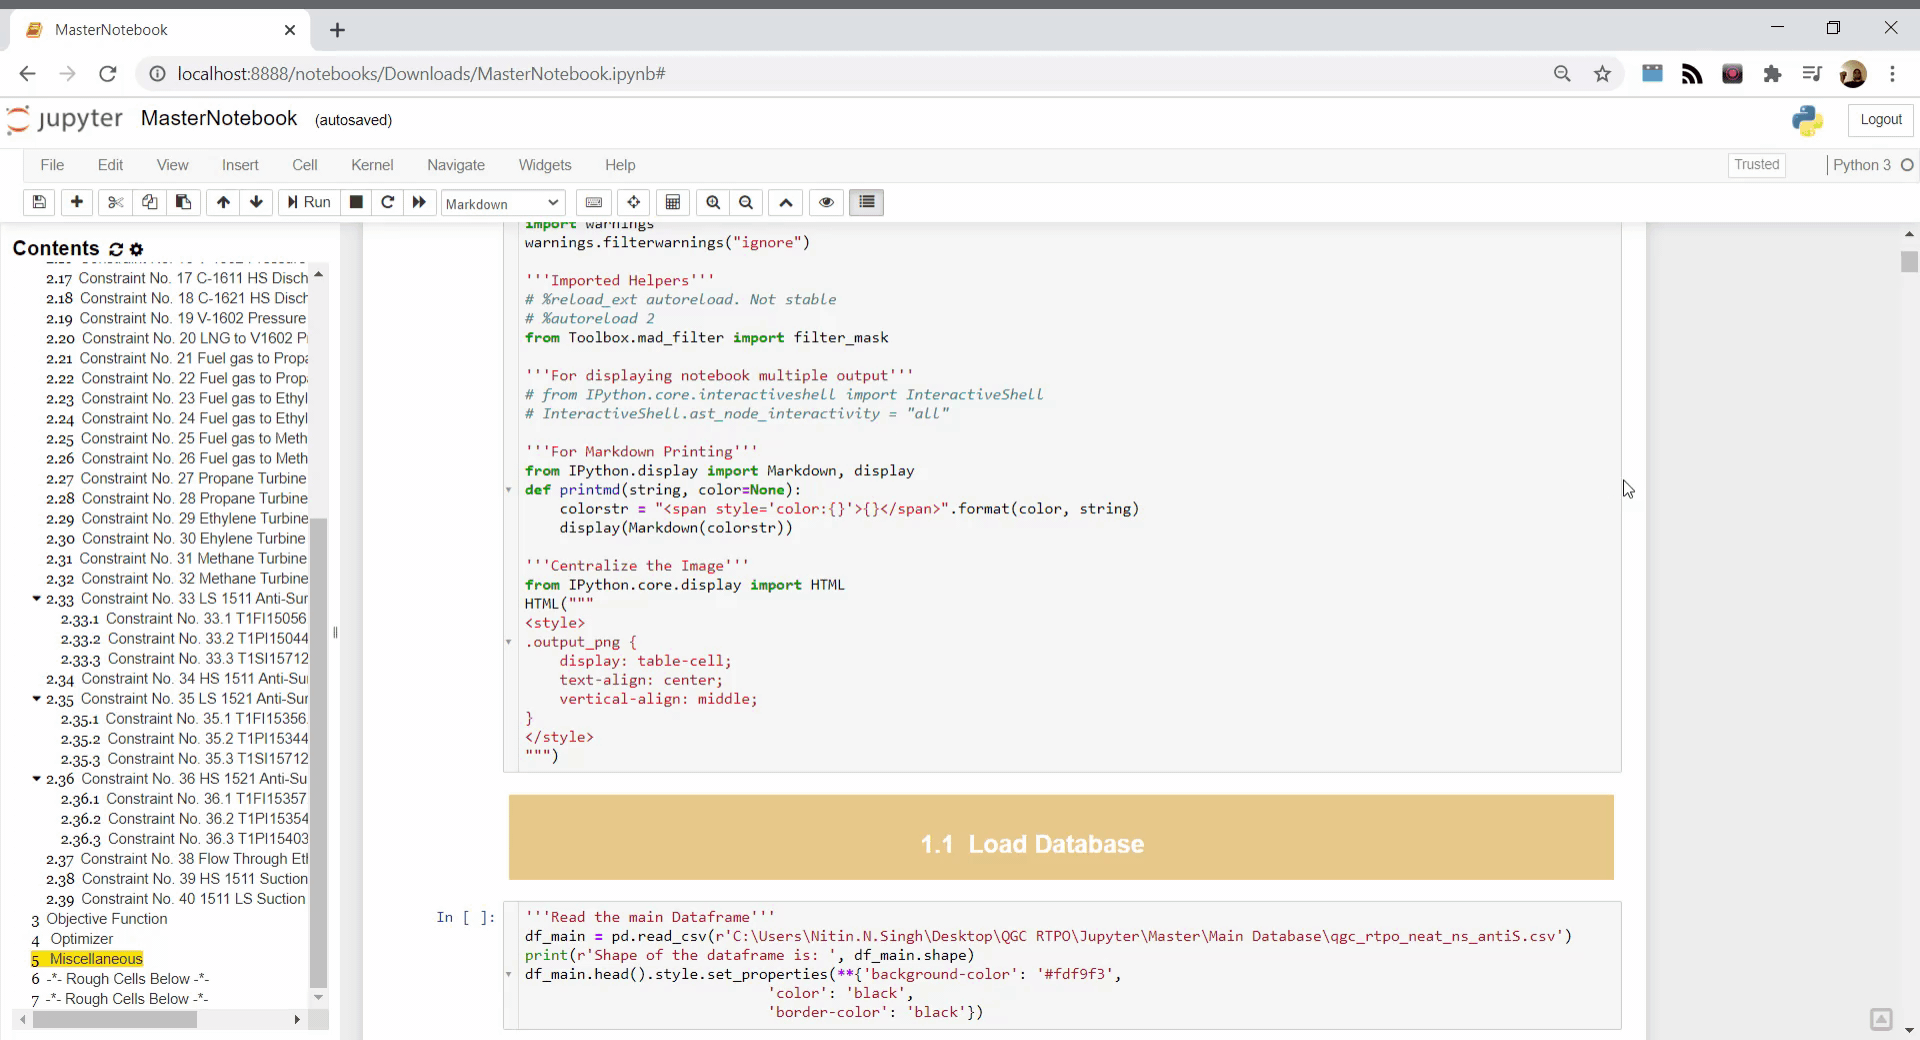 MasterNotebook
localhost:8888/notebooks/Downloads/MasterNotebook.ipynb#
jupyter MasterNotebook (autosaved)
Logout
File Edit View Insert Cell Kernel Navigate Widgets Help
Trusted
Python 3
Run
Markdown
Contents
2.17 Constraint No. 17 C-1611 HS Disch
2.18 Constraint No. 18 C-1621 HS Disch
2.19 Constraint No. 19 V-1602 Pressure
2.20 Constraint No. 20 LNG to V1602 P
2.21 Constraint No. 21 Fuel gas to Propa
2.22 Constraint No. 22 Fuel gas to Prop
2.23 Constraint No. 23 Fuel gas to Ethyl
2.24 Constraint No. 24 Fuel gas to Ethyl
2.25 Constraint No. 25 Fuel gas to Meth
2.26 Constraint No. 26 Fuel gas to Meth
2.27 Constraint No. 27 Propane Turbine
2.28 Constraint No. 28 Propane Turbine
2.29 Constraint No. 29 Ethylene Turbine
2.30 Constraint No. 30 Ehylene Turbine
2.31 Constraint No. 31 Methane Turbine
2.32 Constraint No. 32 Methane Turbine
2.33 Constraint No. 33 LS 1511 Anti-Sur
2.33.1 Constraint No. 33.1 T1FI15056
2.33.2 Constraint No. 33.2 T1PI15044
2.33.3 Constraint No. 33.3 T1SI15712
2.34 Constraint No. 34 HS 1511 Anti-Su
2.35 Constraint No. 35 LS 1521 Anti-Sur
2.35.1 Constraint No. 35.1 T1FI15356
2.35.2 Constraint No. 35.2 T1PI15344
2.35.3 Constraint No. 35.3 T1SI15712
2.36 Constraint No. 36 HS 1521 Anti-Su
2.36.1 Constraint No. 36.1 T1FI15357
2.36.2 Constraint No. 36.2 T1PI15354
2.36.3 Constraint No. 36.3 T1PI15403
2.37 Constraint No. 38 Flow Through Etl
2.38 Constraint No. 39 HS 1511 Suction
2.39 Constraint No. 40 1511 LS Suction
3 Objective Function
4 Optimizer
5 Miscellaneous
6 -*- Rough Cells Below -*-
7 -*- Rough Cells Below -*-
import warnings
warnings.filterwarnings("ignore")
'''Imported Helpers'''
# %reload_ext autoreload. Not stable
# %autoreload 2
from Toolbox.mad_filter import filter_mask
'''For displaying notebook multiple output'''
# from IPython.core.interactiveshell import InteractiveShell
# InteractiveShell.ast_node_interactivity = "all"
'''For Markdown Printing'''
from IPython.display import Markdown, display
def printmd(string, color=None):
colorstr = "<span style='color:{}'>{}</span>".format(color, string)
display(Markdown(colorstr))
'''Centralize the Image'''
from IPython.core.display import HTML
HTML("""
<style>
.output_png {
display: table-cell;
text-align: center;
vertical-align: middle;
}
</style>
""")
1.1 Load Database
In [ ]:
'''Read the main Dataframe'''
df_main = pd.read_csv(r'C:\Users\Nitin.N.Singh\Desktop\QGC RTPO\Jupyter\Master\Main Database\qgc_rtpo_neat_ns_antiS.csv')
print(r'Shape of the dataframe is: ', df_main.shape)
df_main.head().style.set_properties(**{'background-color': '#fdf9f3',
'color': 'black',
'border-color': 'black'})